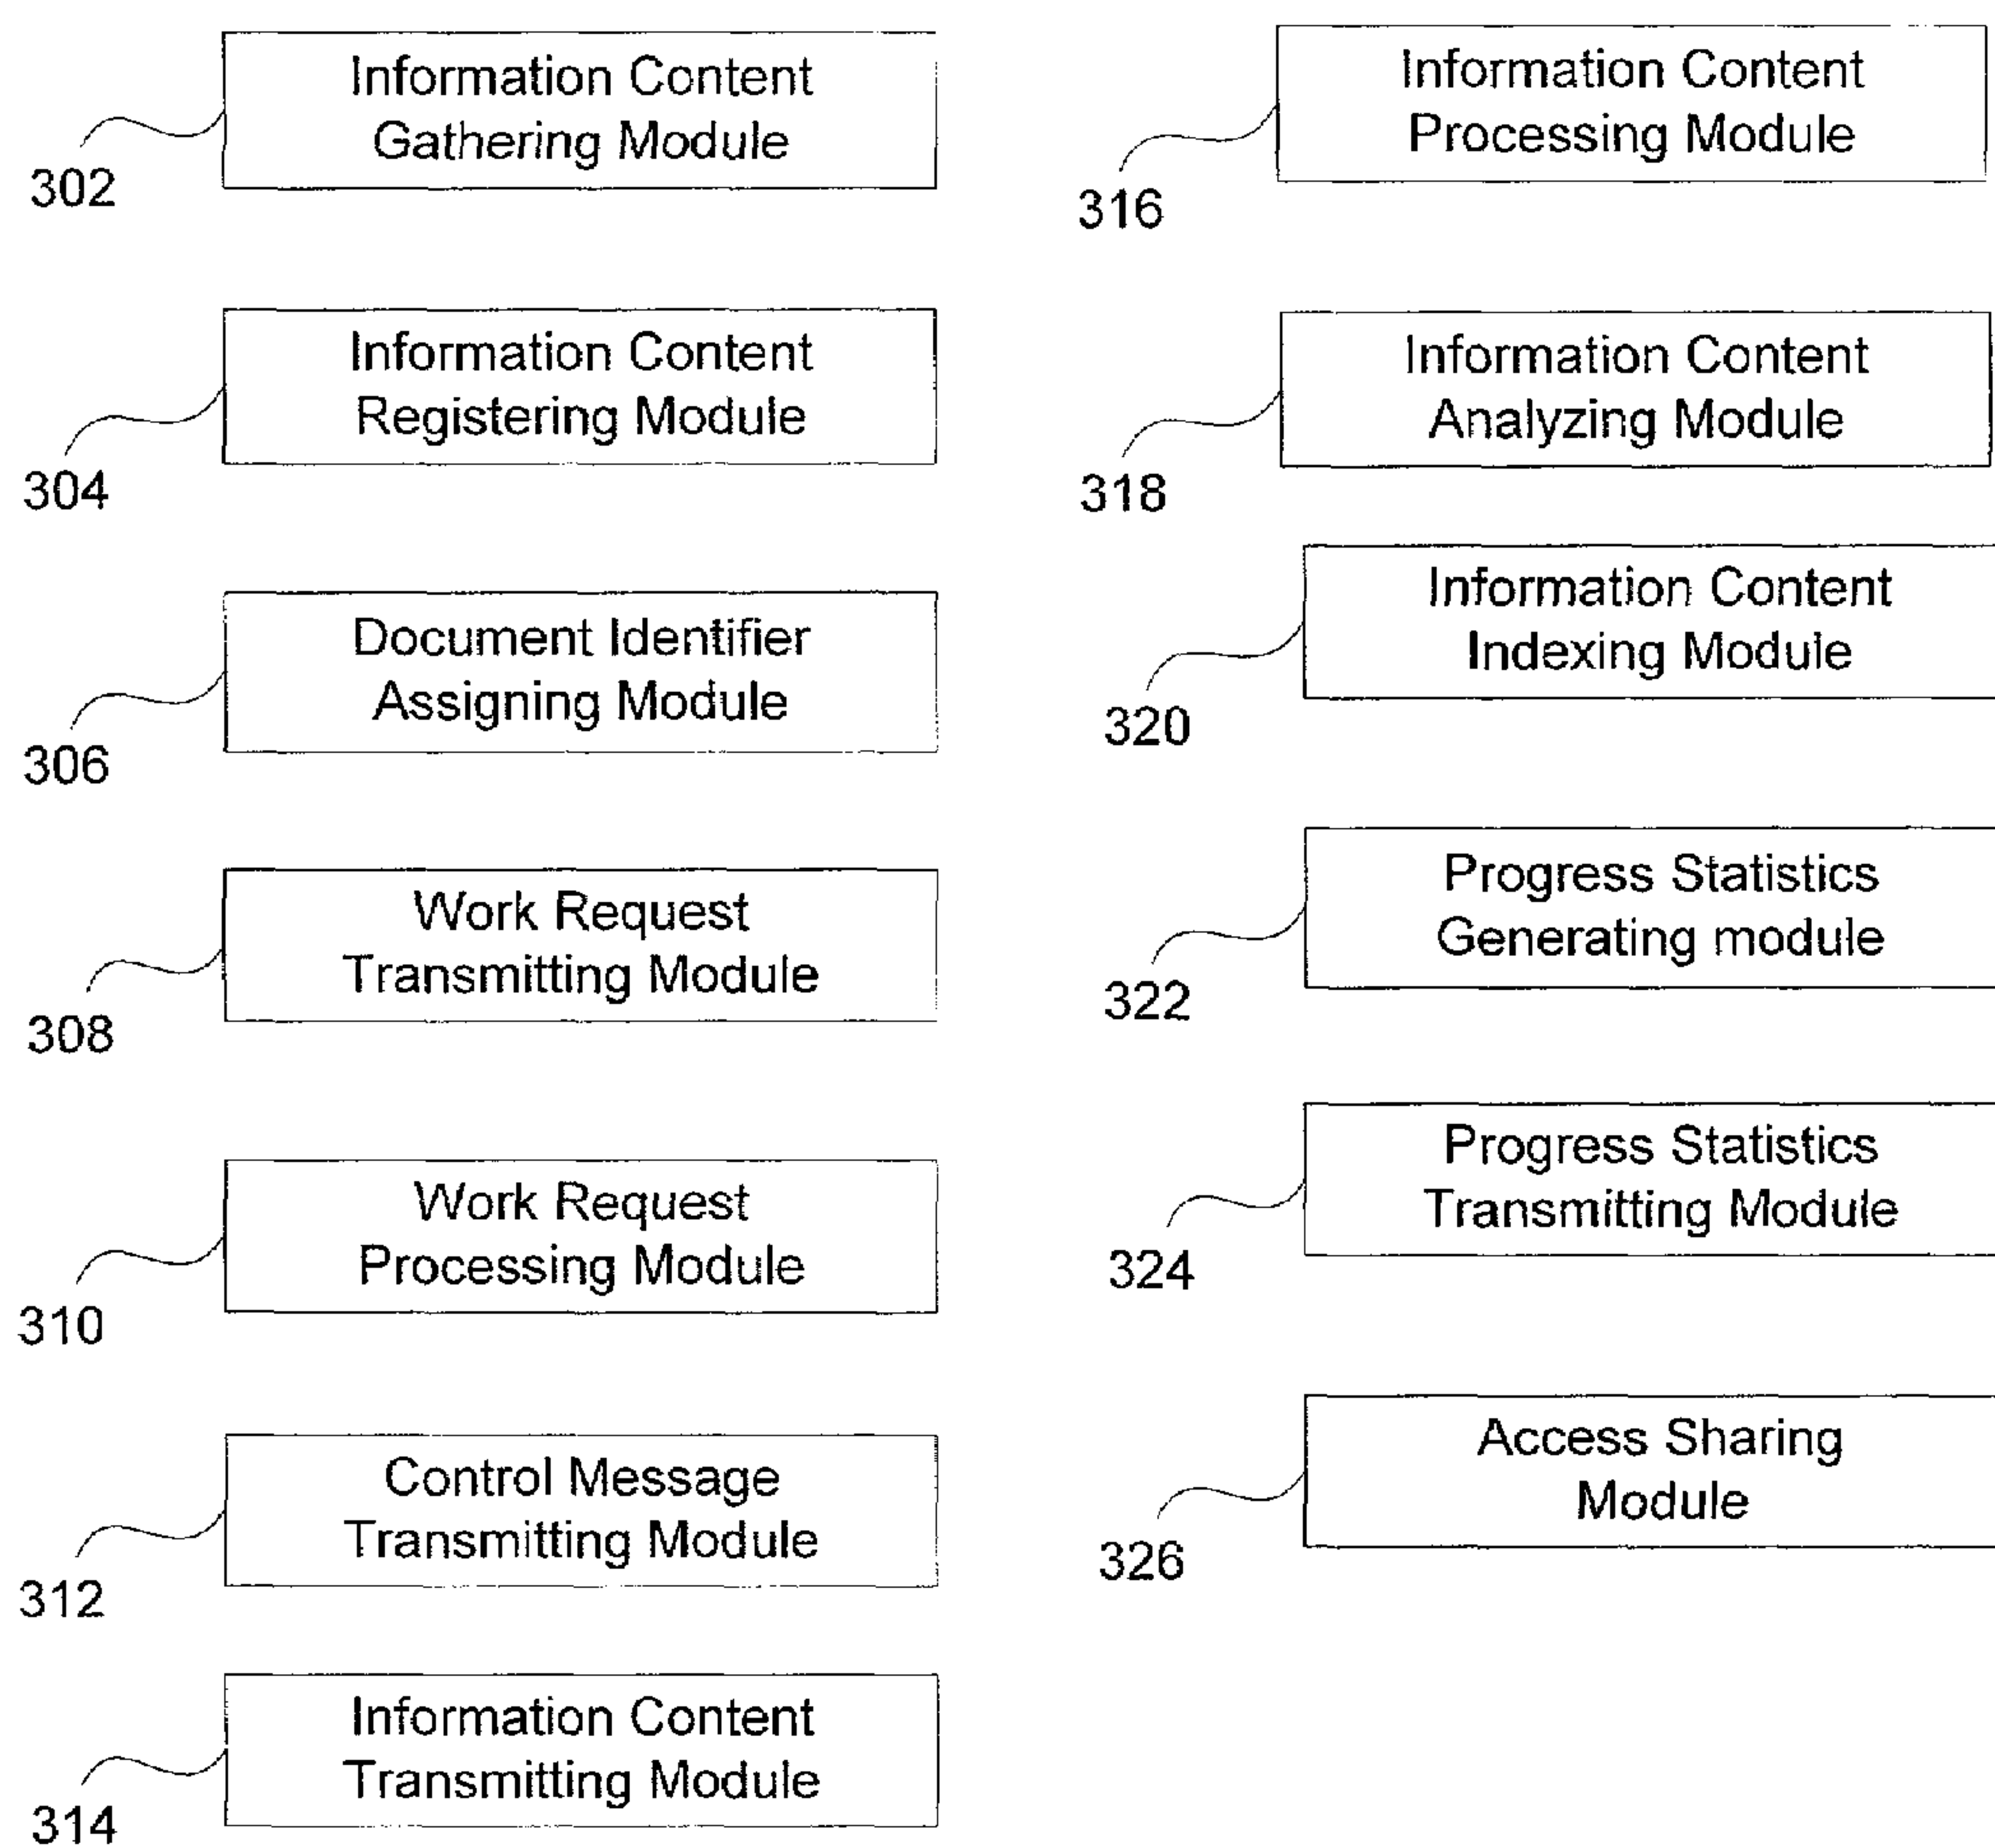 Information Content
Gathering Module
302
Information Content
Registering Module
304
Document Identifier
Assigning Module
306
Work Request
Transmitting Module
308
Work Request
Processing Module
310
Control Message
Transmitting Module
312
Information Content
Transmitting Module
314
Information Content
Processing Module
316
Information Content
Analyzing Module
318
Information Content
Indexing Module
320
Progress Statistics
Generating module
322
Progress Statistics
Transmitting Module
324
Access Sharing
Module
326